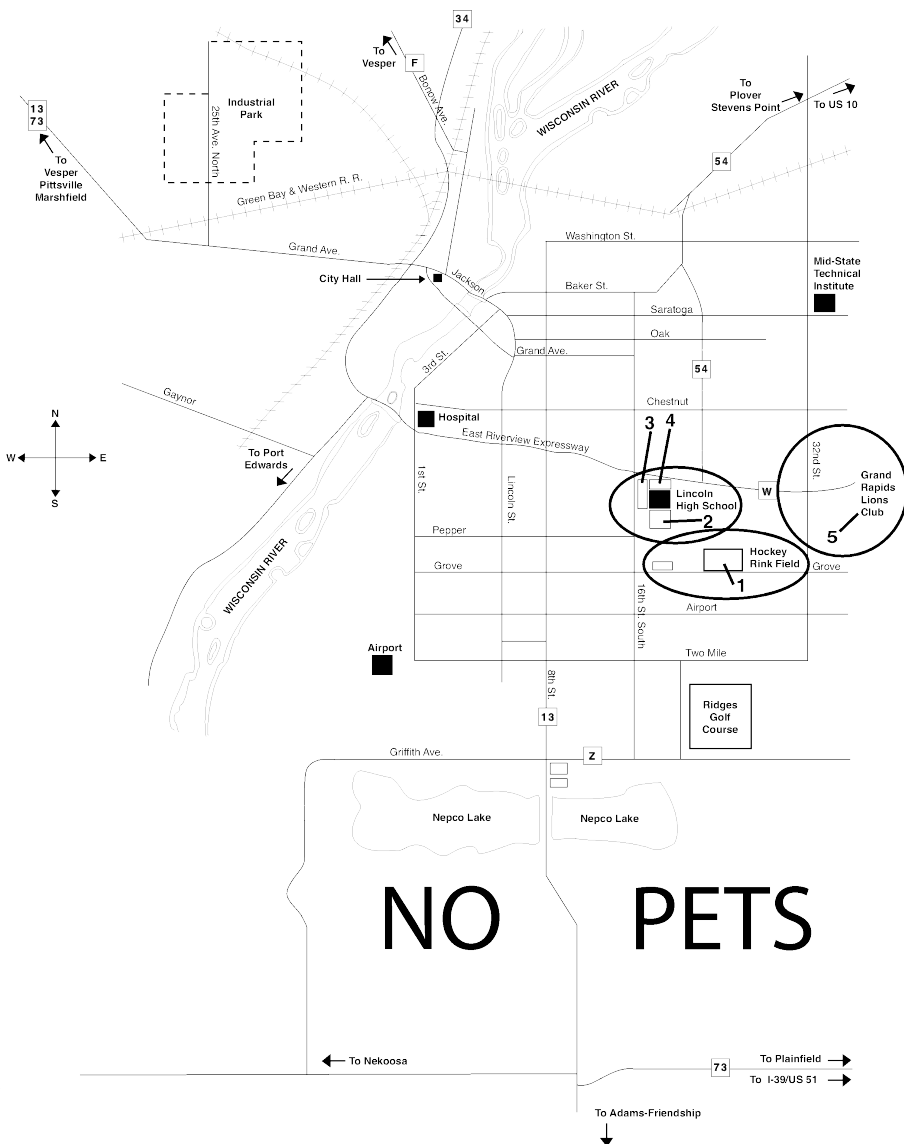 34
To
Vesper
F
Bonow Ave.
WISCONSIN RIVER
To
Plover
Stevens Point
To US 10
13
73
Industrial
Park
25th Ave. North
To
Vesper
Pittsville
Marshfield
54
Green Bay & Western R. R.
Washington St.
Grand Ave.
City Hall
Jackson
Mid-State
Technical
Institute
Baker St.
Saratoga
Oak
Grand Ave.
3rd St.
54
Gaynor
Chestnut
Hospital
East Riverview Expressway
3
4
N
W
E
S
To Port
Edwards
1st St.
Lincoln St.
32nd St.
Lincoln
High School
2
W
Grand
Rapids
Lions
Club
5
Pepper
WISCONSIN RIVER
Hockey
Rink Field
1
Grove
Grove
16th St. South
Airport
Airport
Two Mile
8th St.
13
Ridges
Golf
Course
Griffith Ave.
Z
Nepco Lake
Nepco Lake
NO PETS
To Nekoosa
73
To Plainfield
To I-39/US 51
To Adams-Friendship